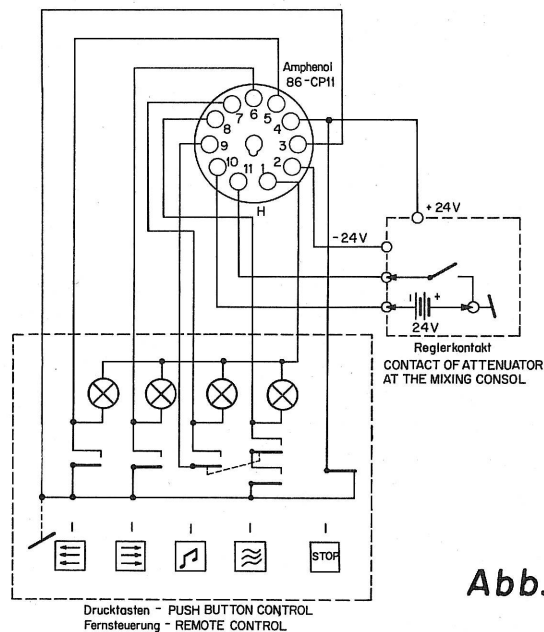 Amphenol
86-CP11
6
7
5
8
4
9
3
10
2
11
1
H
+24V
-24V
- +
24V
Reglerkontakt
CONTACT OF ATTENUATOR
AT THE MIXING CONSOL
STOP
Abb.
Drucktasten - PUSH BUTTON CONTROL
Fernsteuerung - REMOTE CONTROL